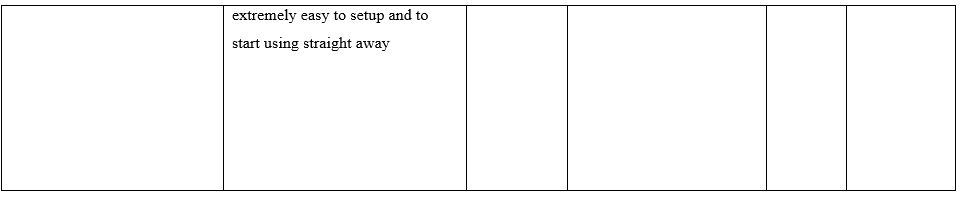 extremely easy to setup and to
start using straight away